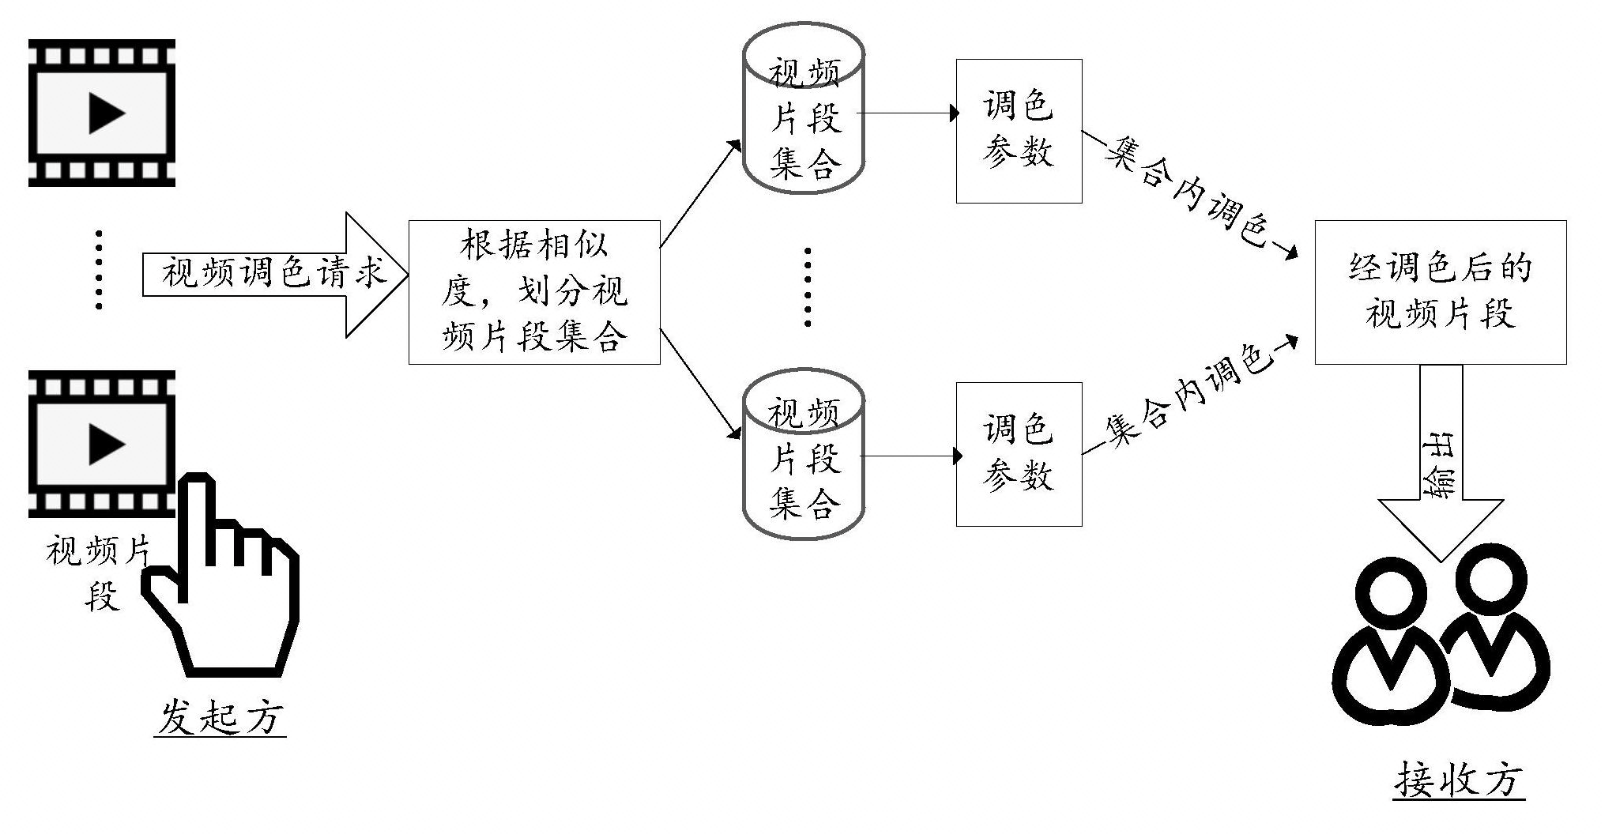 视频片
段
发起方
视频调色请求
根据相似
度，划分视
频片段集合
视频
片段
集合
调色
参数
集合内调色
视频
片段
集合
调色
参数
集合内调色
经调色后的
视频片段
输出
接收方